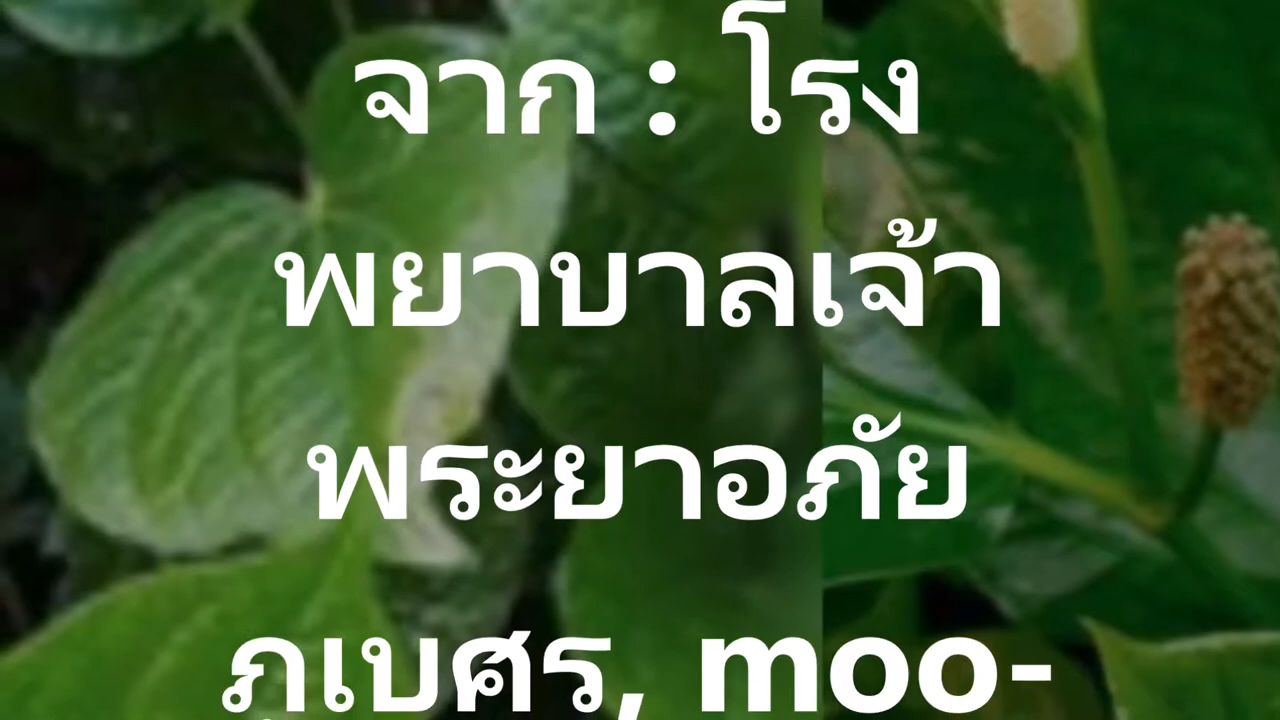 จาก : โรง
พยาบาลเจ้า
พระยาอภัย
ภูเบศร, moo-